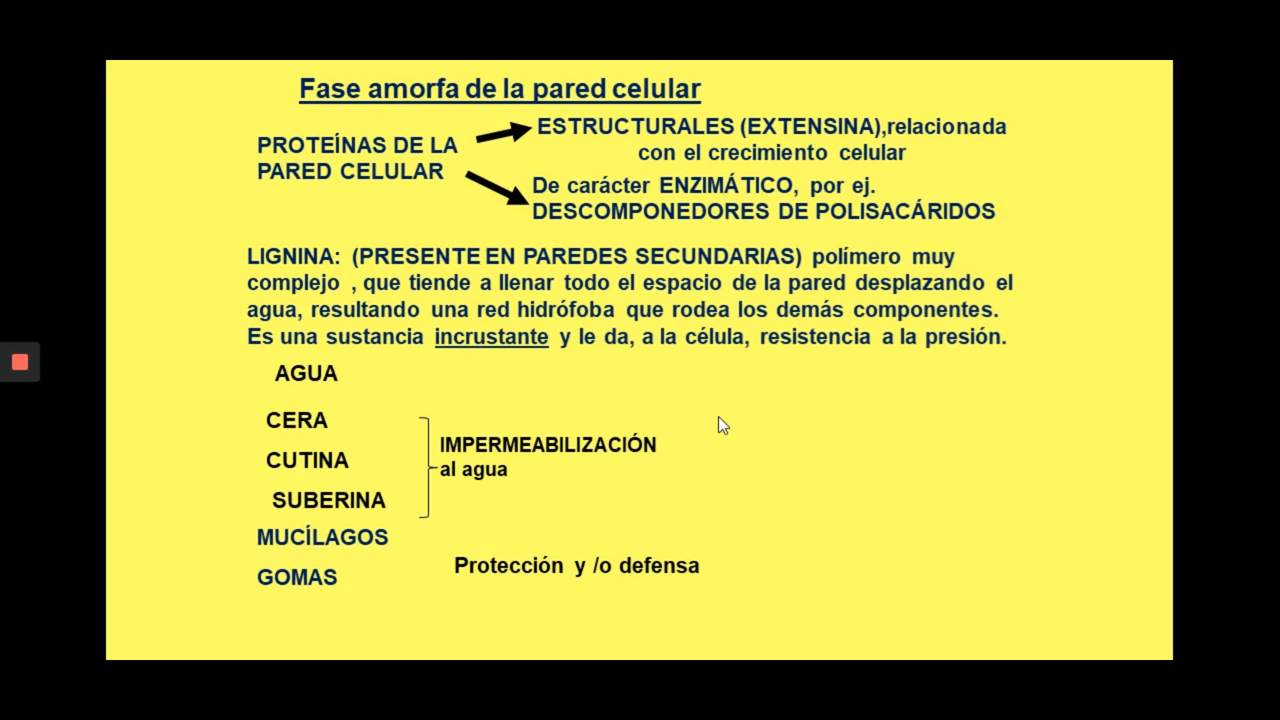 Fase amorfa de la pared celular
PROTEÍNAS DE LA
PARED CELULAR
ESTRUCTURALES (EXTENSINA),relacionada
con el crecimiento celular
De carácter ENZIMÁTICO, por ej.
DESCOMPONEDORES DE POLISACÁRIDOS
LIGNINA: (PRESENTE EN PAREDES SECUNDARIAS) polímero muy
complejo , que tiende a llenar todo el espacio de la pared desplazando el
agua, resultando una red hidrófoba que rodea los demás componentes.
Es una sustancia incrustante y le da, a la célula, resistencia a la presión.
AGUA
CERA
CUTINA
SUBERINA
IMPERMEABILIZACIÓN
al agua
MUCÍLAGOS
GOMAS
Protección y /o defensa